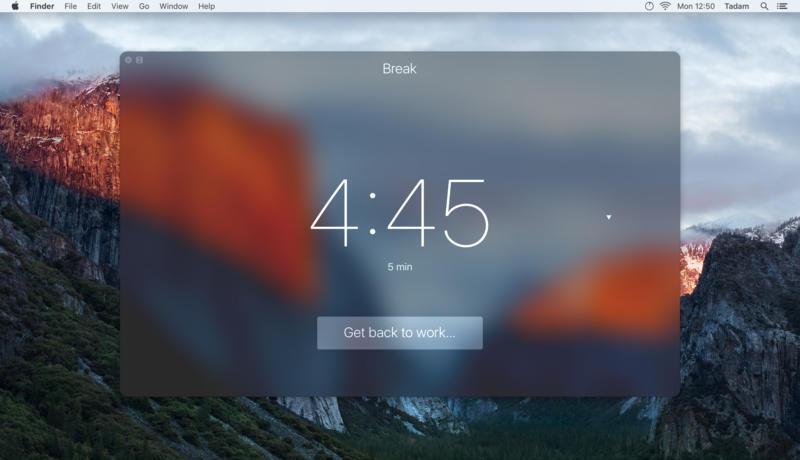 Finder File Edit View Go Window Help Mon 12:50 Tadam
Break
4:45
5 min
Get back to work...